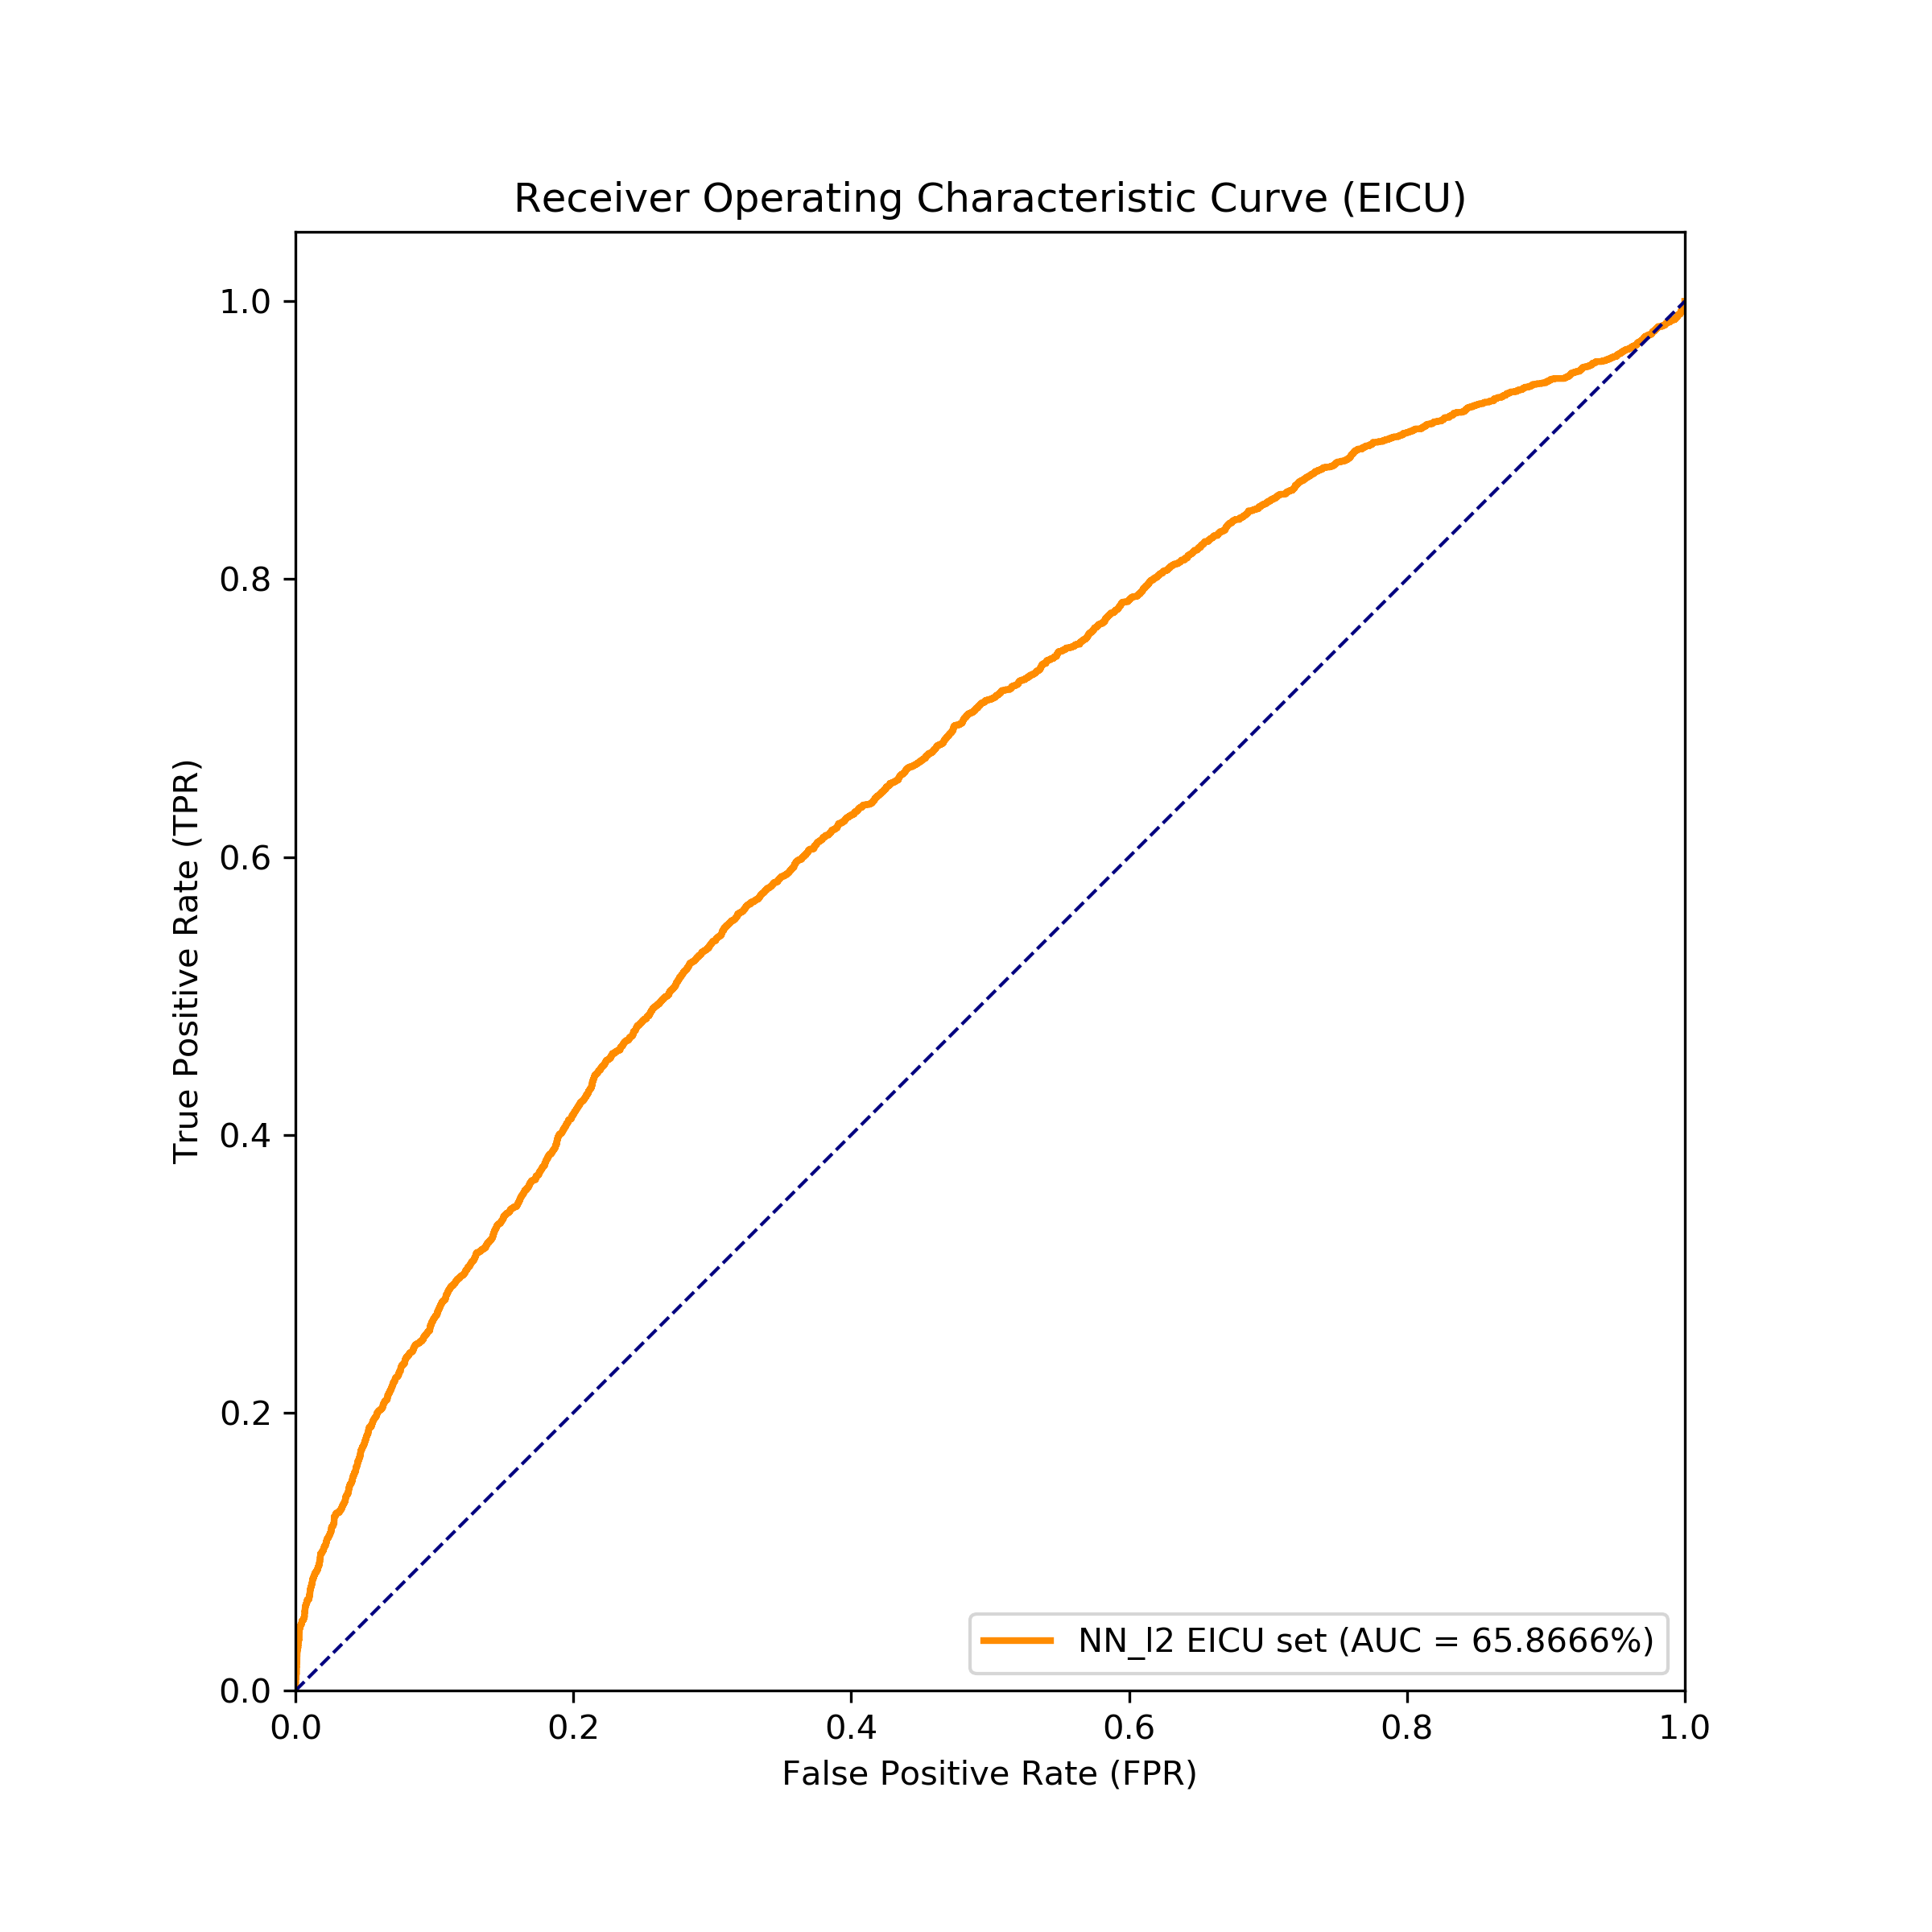 Receiver Operating Characteristic Curve (EICU)
True Positive Rate (TPR)
1.0
0.8
0.6
0.4
0.2
0.0
NN_l2 EICU set (AUC = 65.8666%)
0.0 0.2 0.4 0.6 0.8 1.0
False Positive Rate (FPR)